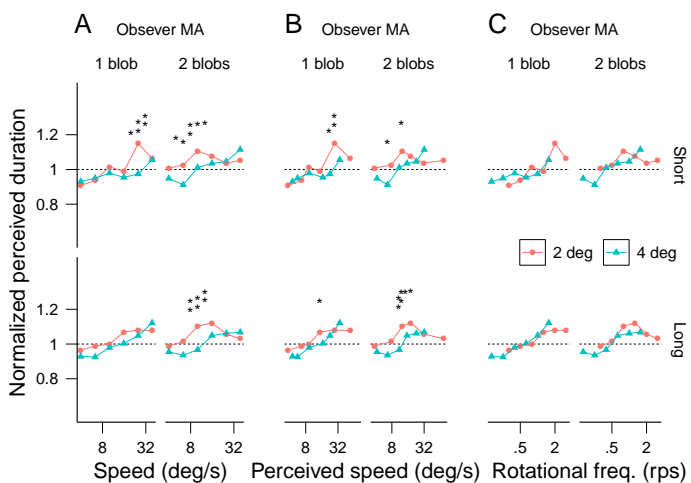 A B C
Obsever MA Obsever MA Obsever MA
1 blob 2 blobs 1 blob 2 blobs 1 blob 2 blobs
Normalized perceived duration
1.2
1
0.8
Short
2 deg 4 deg
1.2
1
0.8
Long
8 32 8 32 8 32 8 32 .5 2 .5 2
Speed (deg/s) Perceived speed (deg/s) Rotational freq. (rps)